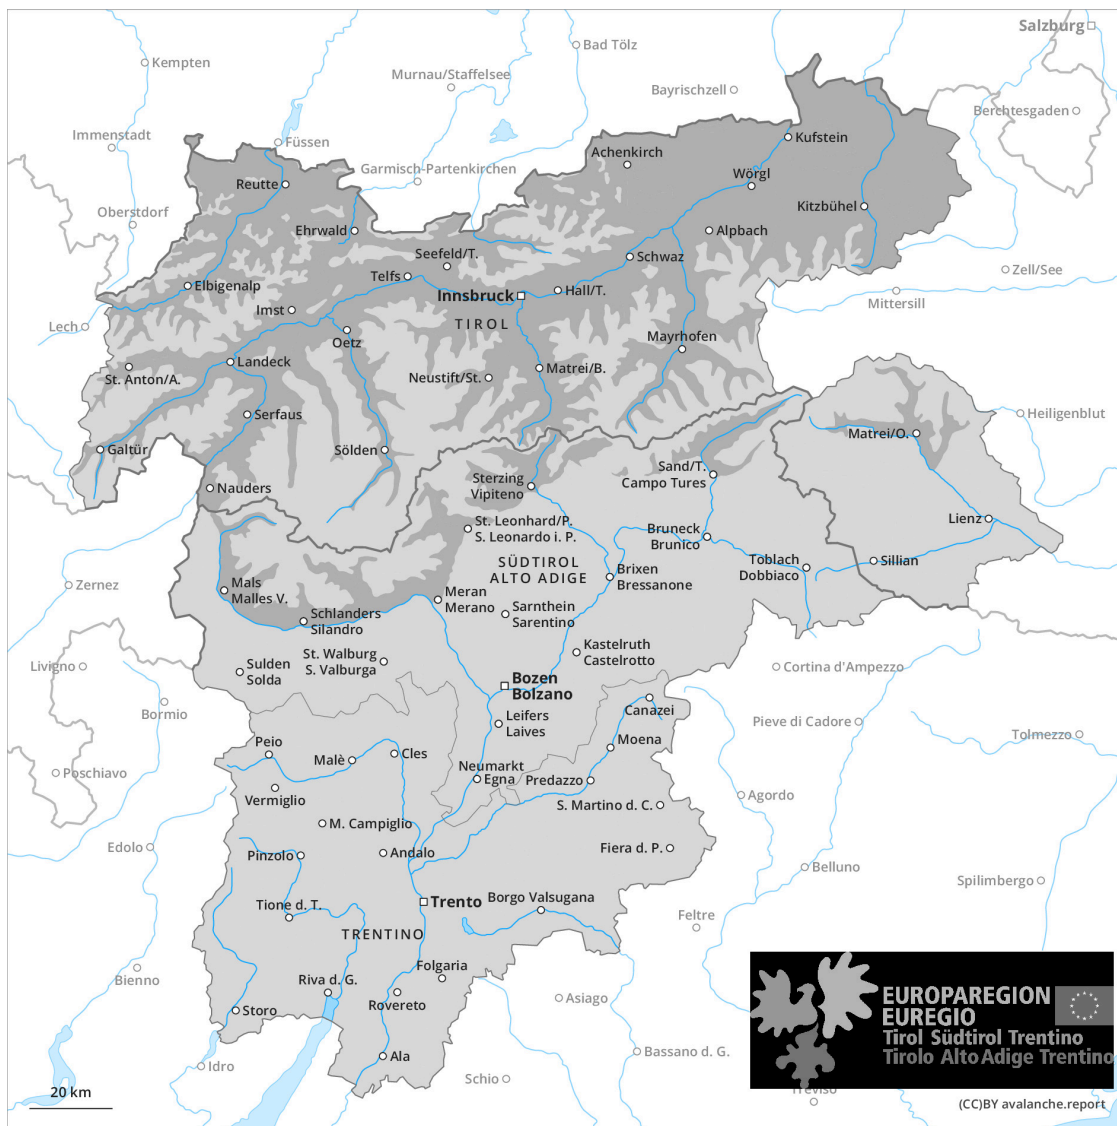 Salzburg
Bad Tölz
Kempten
Murnau/Staffelsee
Bayrischzell
Berchtesgaden
Immenstadt
Füssen
Kufstein
Achenkirch
Garmisch-Partenkirchen
Wörgl
Reutte
Oberstdorf
Kitzbühel
Ehrwald
Alpbach
Seefeld/T.
Schwaz
Telfs
Zell/See
Elbigenalp
Hall/T.
Innsbruck
Mittersill
Imst
TIROL
Lech
Oetz
Mayrhofen
Landeck
Matrei/B.
St. Anton/A.
Neustift/St.
Serfaus
Heiligenblut
Matrei/O.
Galtür
Sölden
Sand/T.
Campo Tures
Sterzing
Vipiteno
Nauders
Lienz
St. Leonhard/P.
S. Leonardo i. P.
Bruneck
Brunico
SÜDTIROL
ALTO ADIGE
Toblach
Dobbiaco
Sillian
Brixen
Bressanone
Zernez
Mals
Malles V.
Meran
Merano
Schlanders
Silandro
Sarnthein
Sarentino
Kastelruth
Castelrotto
St. Walburg
S. Valburga
Livigno
Sulden
Solda
Cortina d'Ampezzo
Bozen
Bolzano
Bormio
Canazei
Leifers
Laives
Pieve di Cadore
Tolmezzo
Peio
Moena
Cles
Malè
Neumarkt
Egna
Poschiavo
Predazzo
Vermiglio
Agordo
S. Martino d. C.
M. Campiglio
Edolo
Pinzolo
Andalo
Fiera d. P.
Belluno
Spilimbergo
Borgo Valsugana
Trento
Tione d. T.
Feltre
TRENTINO
Folgaria
Bienno
Riva d. G.
Rovereto
Asiago
Storo
EUROPAREGION
EUREGIO
Tirol Südtirol Trentino
Tirolo Alto Adige Trentino
Ala
Bassano d. G.
Idro
Schio
Treviso
20 km
(CC)BY avalanche.report